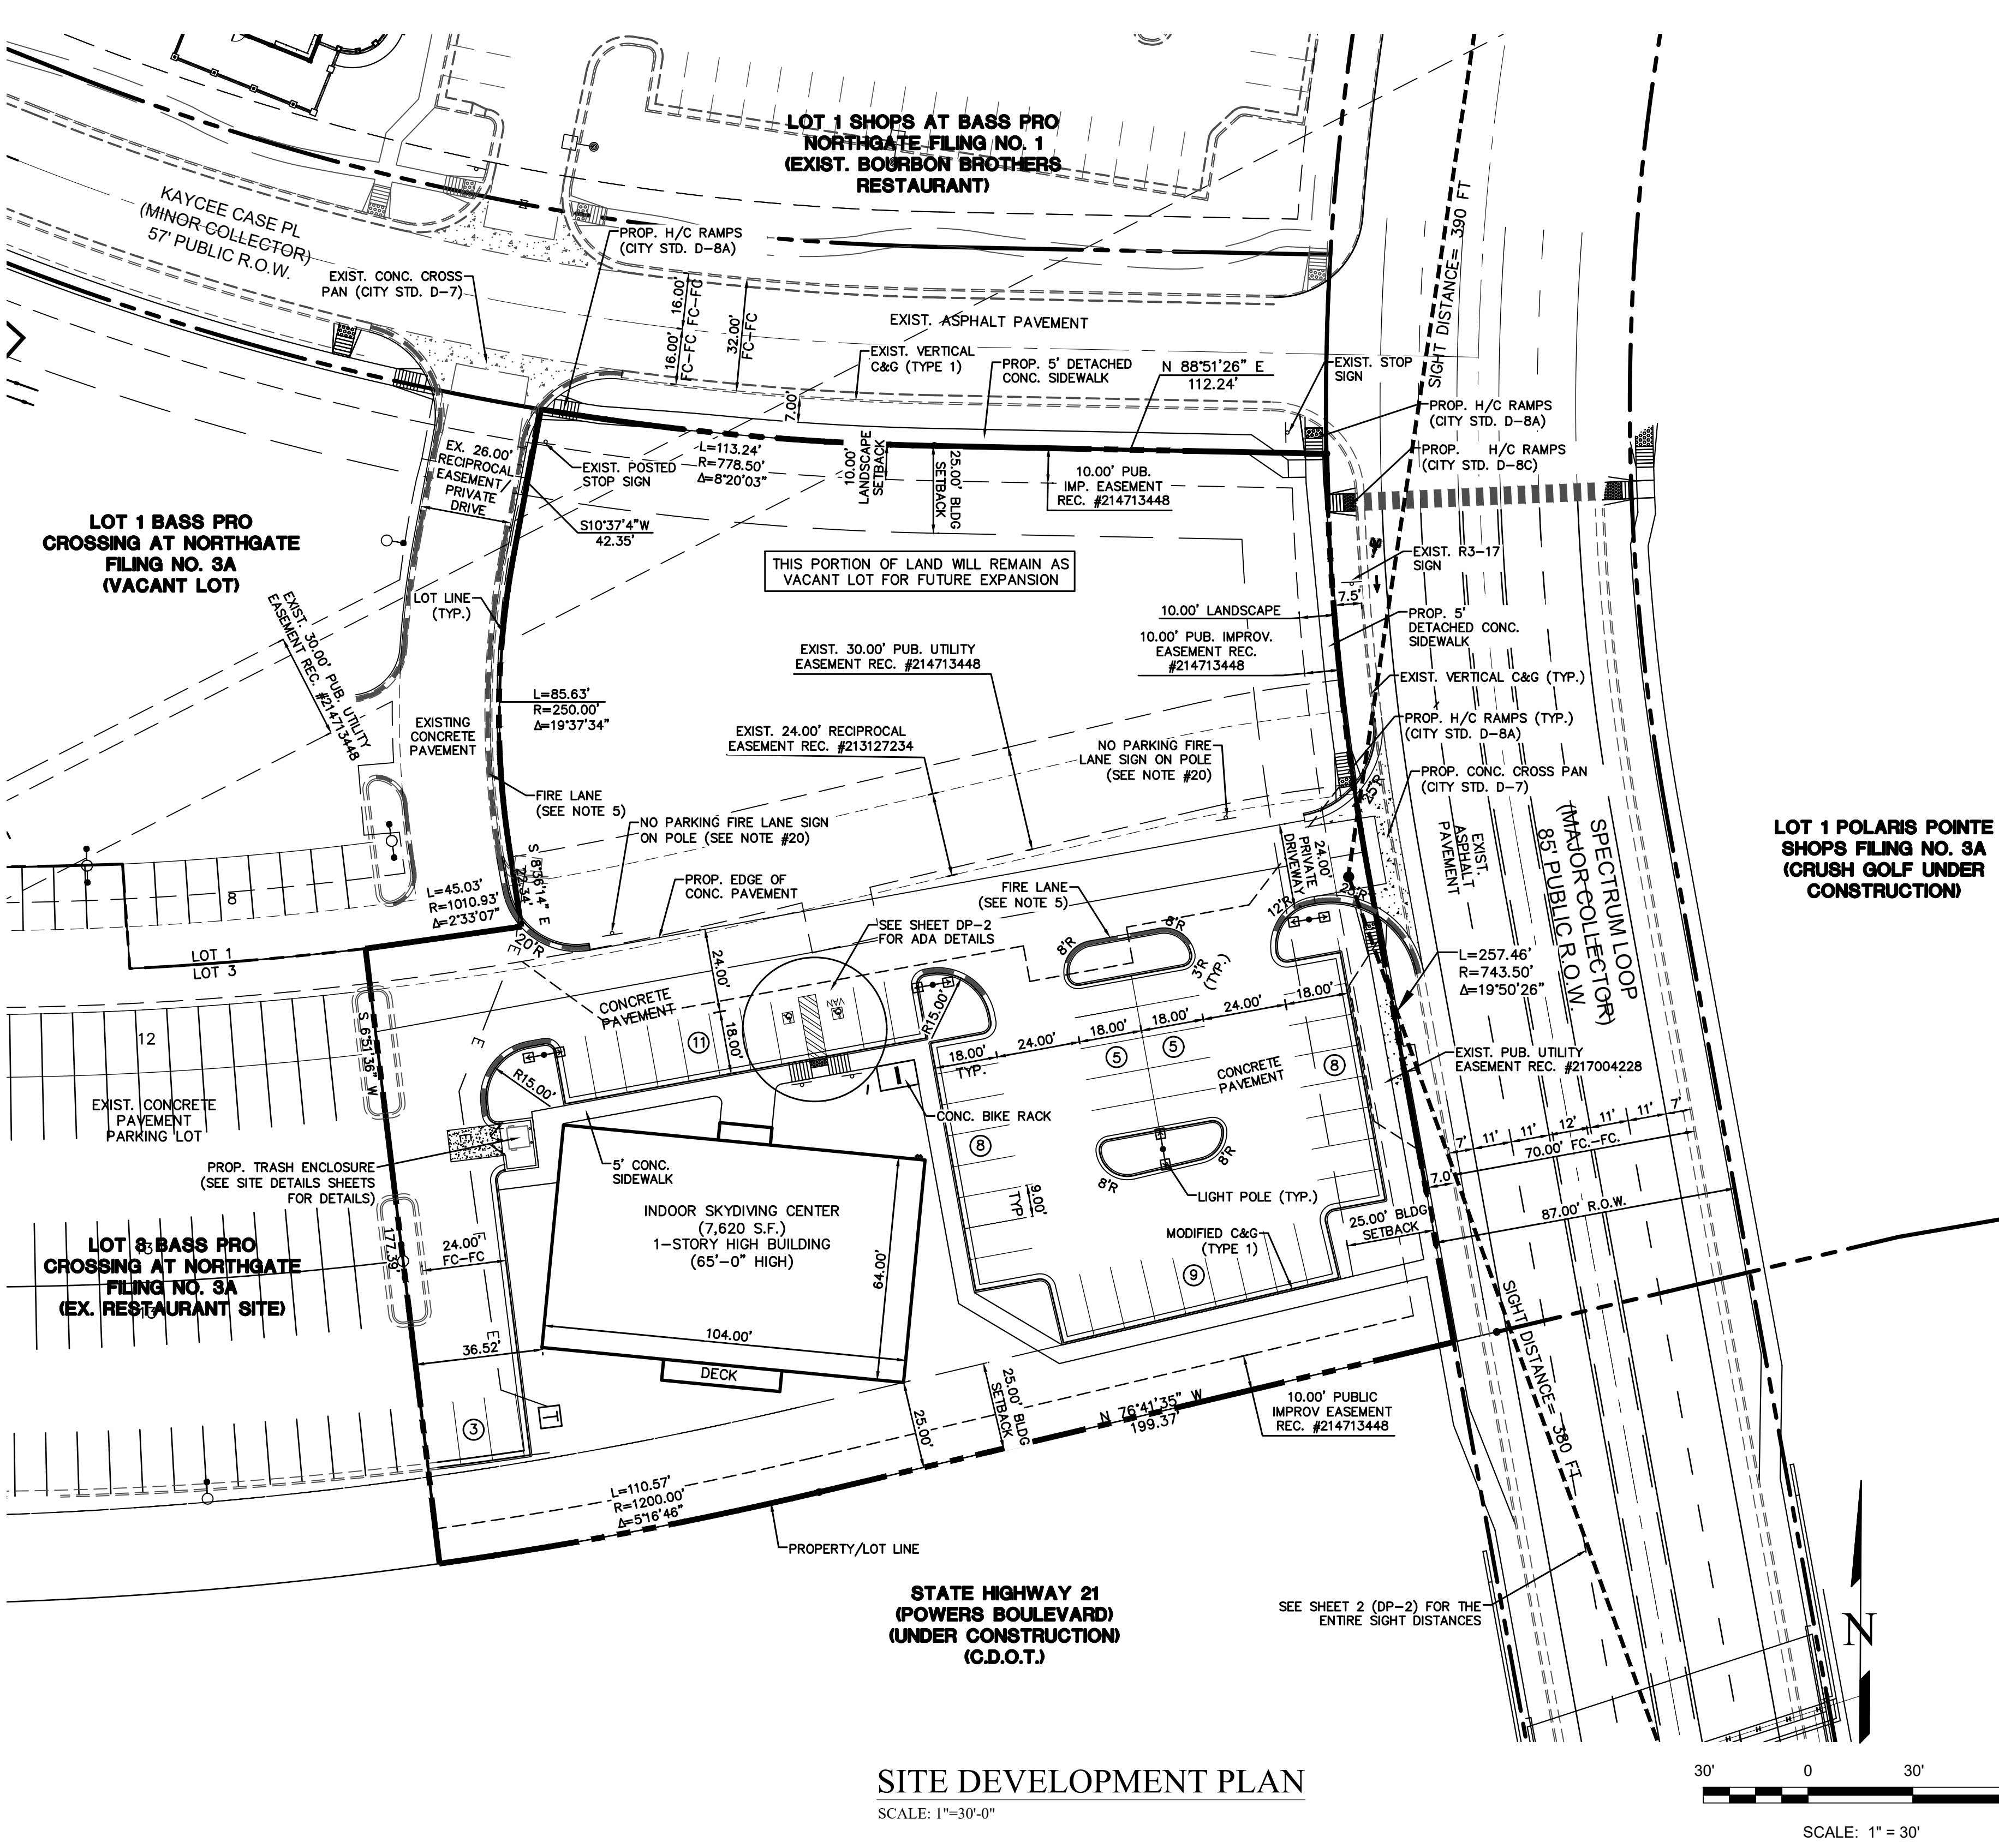 LOT 1 SHOPS AT BASS PRO
NORTHGATE FILING NO. 1
(EXIST. BOURBON BROTHERS
RESTAURANT)
KAYCEE CASE PL
(MINOR COLLECTOR)
57' PUBLIC R.O.W.
EXIST. CONC. CROSS
PAN (CITY STD. D-7)
PROP. H/C RAMPS
(CITY STD. D-8A)
16.00'
FC-FC
16.00'
FC-FC
32.00'
FC-FC
EXIST. ASPHALT PAVEMENT
EXIST. VERTICAL
C&G (TYPE 1)
PROP. 5' DETACHED
CONC. SIDEWALK
N 88°51'26" E
112.24'
EXIST. STOP
SIGN
SIGHT DISTANCE= 390 FT
PROP. H/C RAMPS
(CITY STD. D-8A)
PROP. H/C RAMPS
(CITY STD. D-8C)
7.00'
EX. 26.00'
RECIPROCAL
EASEMENT/
PRIVATE
DRIVE
EXIST. POSTED
STOP SIGN
L=113.24'
R=778.50'
Δ=8°20'03"
10.00'
LANDSCAPE
SETBACK
25.00' BLDG
SETBACK
10.00' PUB.
IMP. EASEMENT
REC. #214713448
S10°37'4"W
42.35'
LOT 1 BASS PRO
CROSSING AT NORTHGATE
FILING NO. 3A
(VACANT LOT)
THIS PORTION OF LAND WILL REMAIN AS
VACANT LOT FOR FUTURE EXPANSION
EXIST. R3-17
SIGN
7.5'
LOT LINE
(TYP.)
EXIST. 30.00' PUB. UTILITY
EASEMENT REC. #214713448
10.00' LANDSCAPE
10.00' PUB IMPROV.
EASEMENT REC.
#214713448
PROP. 5'
DETACHED CONC.
SIDEWALK
EXIST. 30.00' PUB. UTILITY
EASEMENT REC. #214713448
EXIST. VERTICAL C&G (TYP.)
L=85.63'
R=250.00'
Δ=19°37'34"
EXISTING
CONCRETE
PAVEMENT
EXIST. 24.00' RECIPROCAL
EASEMENT REC. #213127234
NO PARKING FIRE
LANE SIGN ON POLE
(SEE NOTE #20)
PROP. H/C RAMPS (TYP.)
(CITY STD. D-8A)
PROP. CONC. CROSS PAN
(CITY STD. D-7)
25'R
FIRE LANE
(SEE NOTE 5)
NO PARKING FIRE LANE SIGN
ON POLE (SEE NOTE #20)
24.00'
PRIVATE
DRIVEWAY
EXIST.
ASPHALT
PAVEMENT
SPECTRUM LOOP
(MAJOR COLLECTOR)
85' PUBLIC R.O.W.
LOT 1 POLARIS POINTE
SHOPS FILING NO. 3A
(CRUSH GOLF UNDER
CONSTRUCTION)
S 8°36'14" E
22.34'
L=45.03'
R=1010.93'
Δ=2°33'07"
8
PROP. EDGE OF
CONC. PAVEMENT
FIRE LANE
(SEE NOTE 5)
25'R
12'R
20'R
SEE SHEET DP-2
FOR ADA DETAILS
8'R
8'R
3'R
(TYP.)
LOT 1
LOT 3
L=257.46'
R=743.50'
Δ=19°50'26"
24.00'
CONCRETE
PAVEMENT
VAN
R15.00'
18.00'
11
18.00'
TYP.
24.00'
18.00'
18.00'
24.00'
18.00'
5
5
8
12
S 6°51'36" W
E
E
R15.00'
CONCRETE
PAVEMENT
EXIST. PUB. UTILITY
EASEMENT REC. #217004228
EXIST. CONCRETE
PAVEMENT
PARKING LOT
CONC. BIKE RACK
8
7'
11'
11'
12'
11'
11'
7'
70.00' FC.-FC.
PROP. TRASH ENCLOSURE
(SEE SITE DETAILS SHEETS
FOR DETAILS)
5' CONC.
SIDEWALK
8'R
8'R
7.0'
9.00'
TYP
LIGHT POLE (TYP.)
87.00' R.O.W.
INDOOR SKYDIVING CENTER
(7,620 S.F.)
1-STORY HIGH BUILDING
(65'-0" HIGH)
64.00'
104.00'
DECK
MODIFIED C&G
(TYPE 1)
25.00' BLDG
SETBACK
9
LOT 3 BASS PRO
CROSSING AT NORTHGATE
FILING NO. 3A
(EX. RESTAURANT SITE)
13
13
177.39'
24.00'
FC-FC
E
E
36.52'
T
3
SIGHT DISTANCE= 380 FT
25.00'
25.00' BLDG
SETBACK
N 76°41'35" W
199.37'
10.00' PUBLIC
IMPROV EASEMENT
REC. #214713448
L=110.57'
R=1200.00'
Δ=5°16'46"
PROPERTY/LOT LINE
STATE HIGHWAY 21
(POWERS BOULEVARD)
(UNDER CONSTRUCTION)
(C.D.O.T.)
SEE SHEET 2 (DP-2) FOR THE
ENTIRE SIGHT DISTANCES
N
SITE DEVELOPMENT PLAN
SCALE: 1"=30'-0"
30'
0
30'
SCALE: 1" = 30'